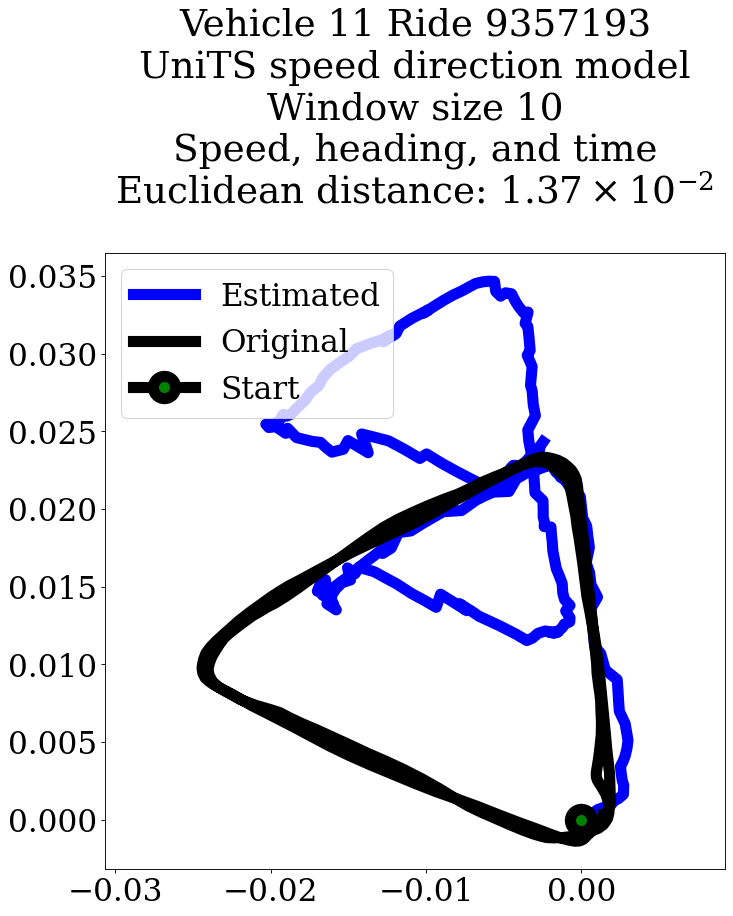 Vehicle 11 Ride 9357193
UniTS speed direction model
Window size 10
Speed, heading, and time
Euclidean distance: 1.37 × 10⁻²
0.035
Estimated
0.030
Original
Start
0.025
0.020
0.015
0.010
0.005
0.000
−0.03 −0.02 −0.01 0.00